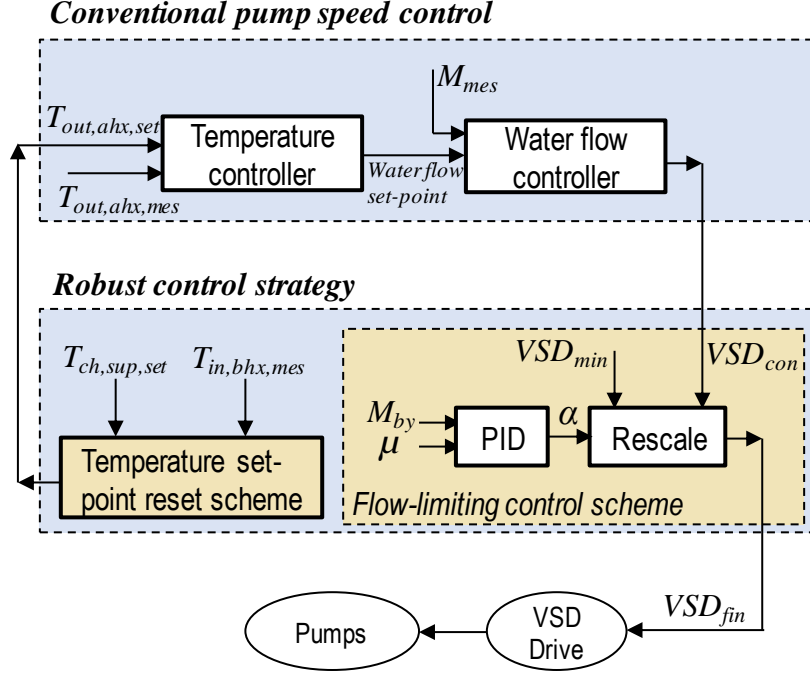 Conventional pump speed control
M_mes
T_out,ahx,set
Temperature
controller
Water flow
set-point
Water flow
controller
T_out,ahx,mes
Robust control strategy
T_ch,sup,set
T_in,bhx,mes
VSD_min
VSD_con
M_by
μ
PID
α
Rescale
Temperature set-
point reset scheme
Flow-limiting control scheme
VSD_fin
VSD
Drive
Pumps